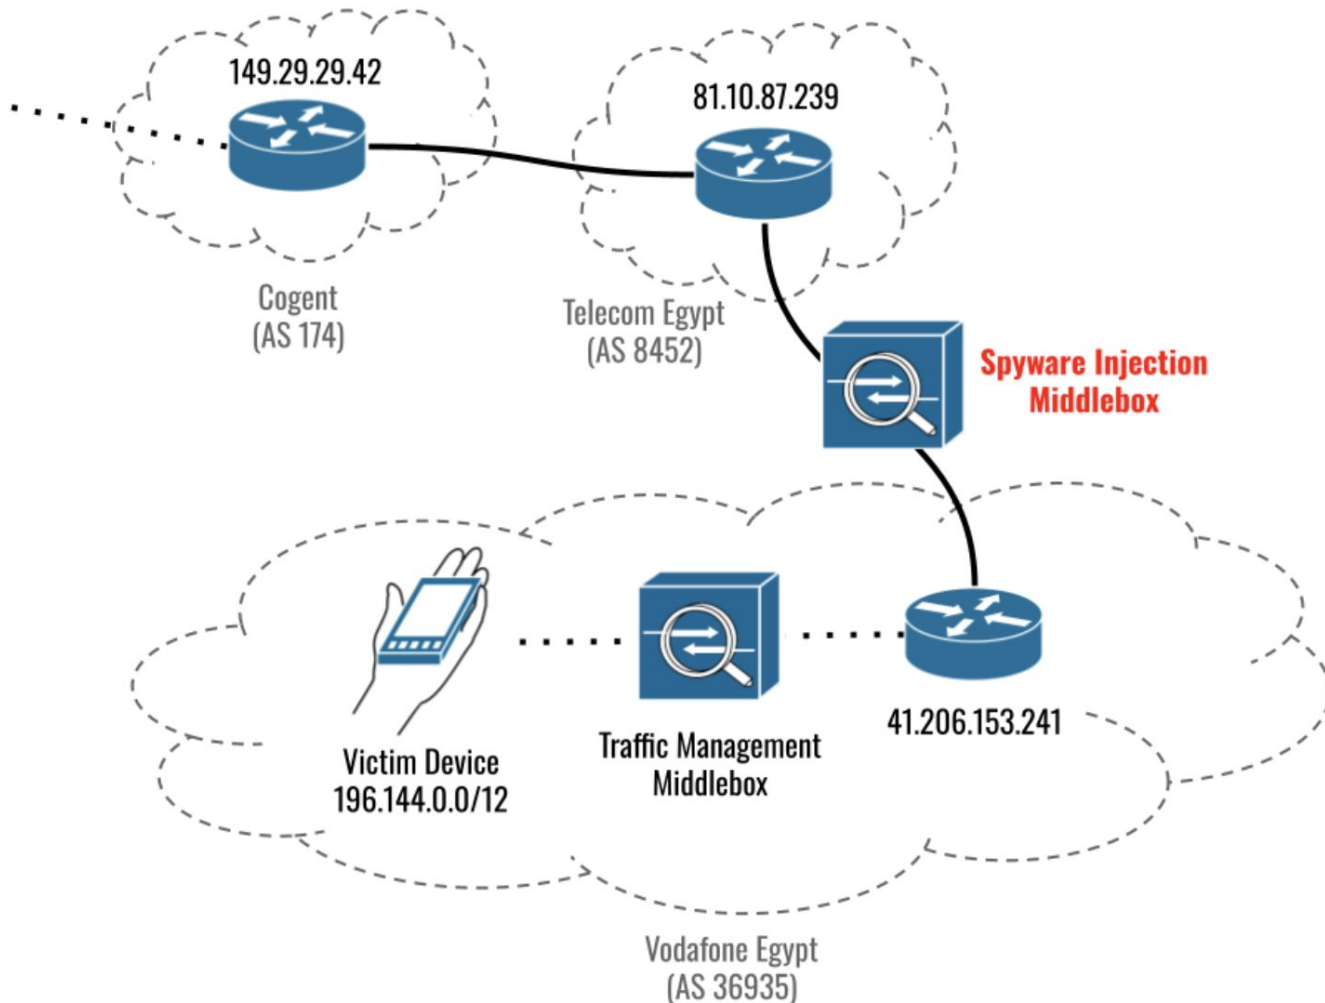 149.29.29.42
81.10.87.239
Cogent
(AS 174)
Telecom Egypt
(AS 8452)
Spyware Injection
Middlebox
Victim Device
196.144.0.0/12
Traffic Management
Middlebox
41.206.153.241
Vodafone Egypt
(AS 36935)